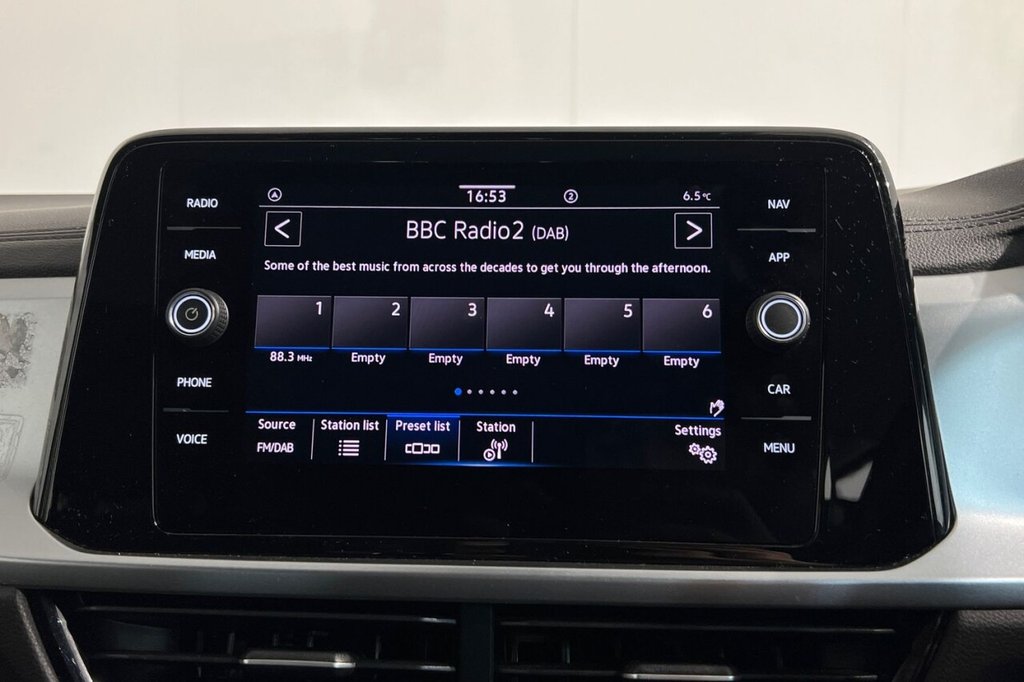 RADIO
MEDIA
PHONE
VOICE
16:53
2
6.5 °C
<
BBC Radio2 (DAB)
>
Some of the best music from across the decades to get you through the afternoon.
1 2 3 4 5 6
88.3 MHz Empty Empty Empty Empty Empty
Source Station list Preset list Station Settings
FM/DAB
NAV
APP
CAR
MENU